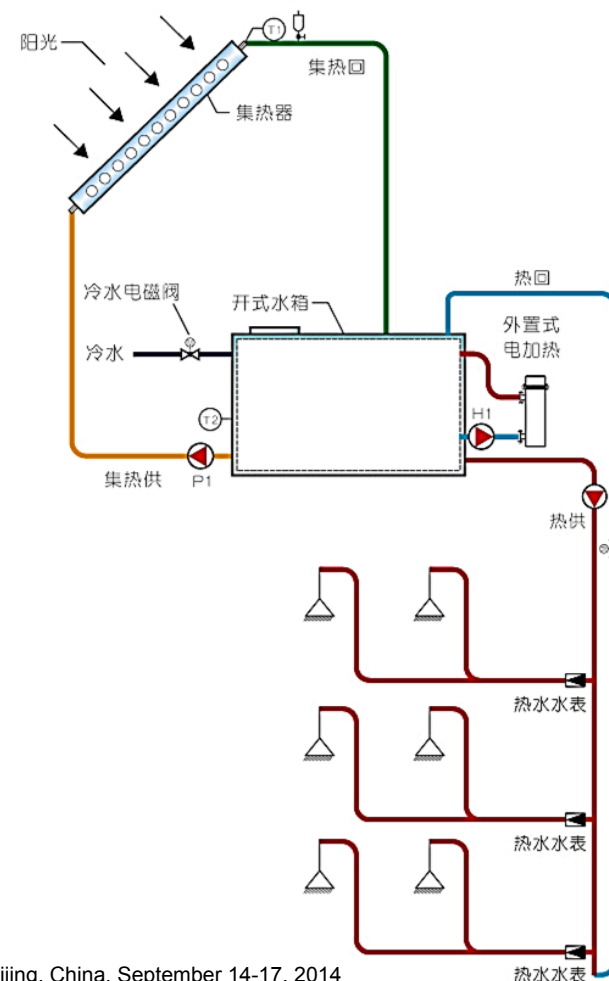 阳光
T1
集热回
集热器
冷水电磁阀
开式水箱
热回
外置式
电加热
冷水
T2
H1
集热供
P1
热供
热水水表
热水水表
热水水表
ijing, China, September 14-17, 2014